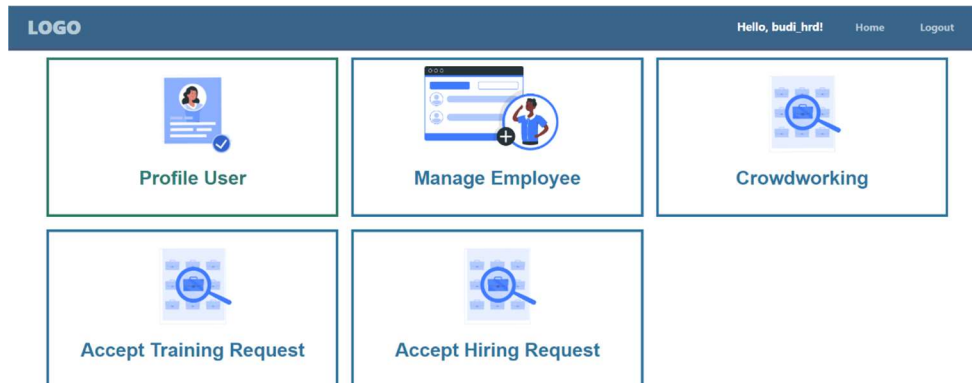 LOGO
Hello, budi_hrd!
Home
Logout
Profile User
Manage Employee
Crowdworking
Accept Training Request
Accept Hiring Request